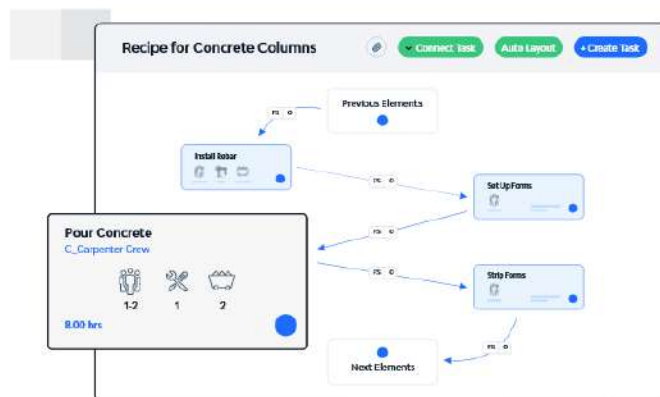 Recipe for Concrete Columns
Connect Task
Auto Layout
+ Create Task
Previous Elements
FS 0
Install Rebar
FS 0
Set Up Forms
FS 0
Pour Concrete
C_Carpenter Crew
1-2 1 2
8.00 hrs
FS 0
Strip Forms
FS 0
Next Elements